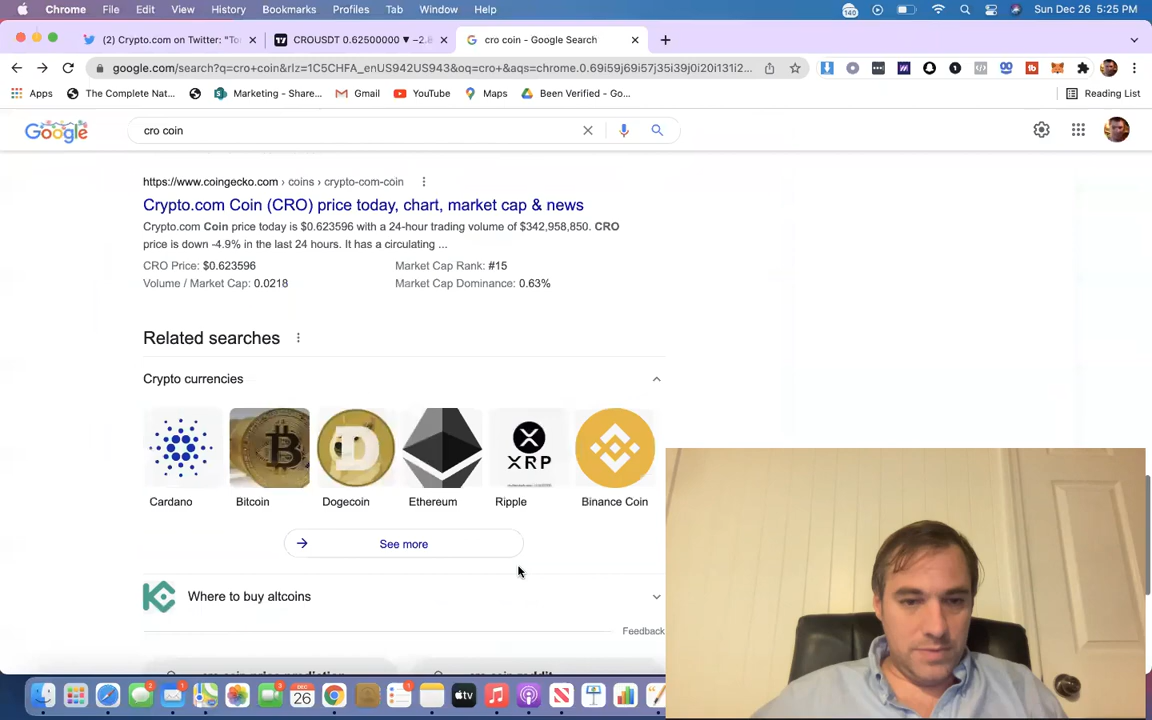 Chrome File Edit View History Bookmarks Profiles Tab Window Help 140 Sun Dec 26 5:25 PM
(2) Crypto.com on Twitter: "To CROUSDT 0.62500000 ▼ −2. cro coin - Google Search
google.com/search?q=cro+coin&rlz=1C5CHFA_enUS942US943&oq=cro+&aqs=chrome.0.69i59j69i57j35i39j0i20i131i2...
Apps The Complete Nat... Marketing - Share... Gmail YouTube Maps Been Verified - Go... Reading List
Google cro coin
https://www.coingecko.com › coins › crypto-com-coin
Crypto.com Coin (CRO) price today, chart, market cap & news
Crypto.com Coin price today is $0.623596 with a 24-hour trading volume of $342,958,850. CRO
price is down -4.9% in the last 24 hours. It has a circulating ...
CRO Price: $0.623596 Market Cap Rank: #15
Volume / Market Cap: 0.0218 Market Cap Dominance: 0.63%
Related searches
Crypto currencies
XRP
Cardano Bitcoin Dogecoin Ethereum Ripple Binance Coin
See more
Where to buy altcoins
Feedback